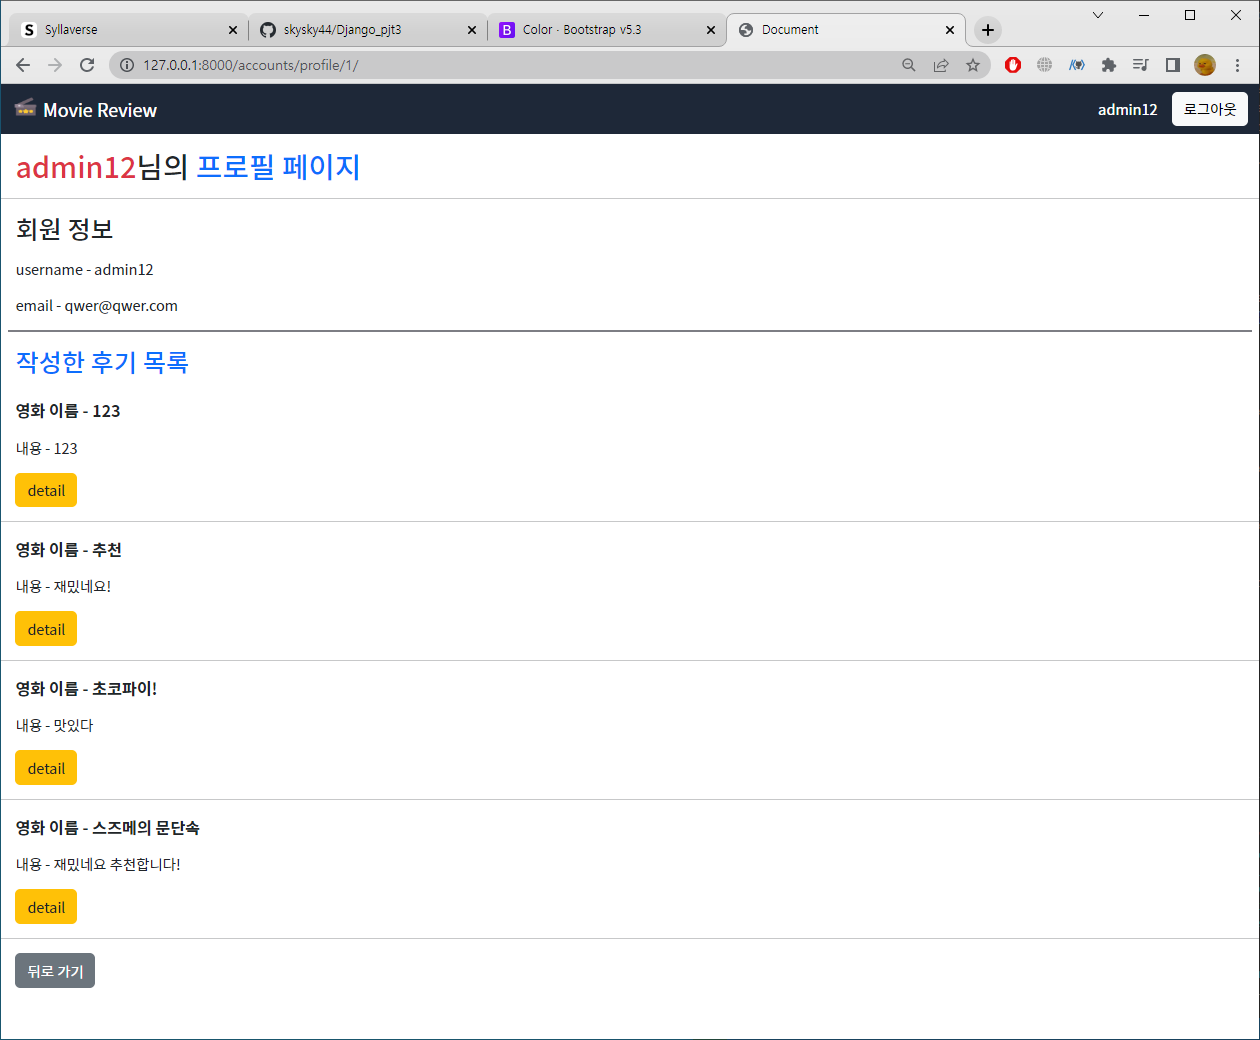 Syllaverse
skysky44/Django_pjt3
Color · Bootstrap v5.3
Document
127.0.0.1:8000/accounts/profile/1/
Movie Review
admin12
로그아웃
admin12님의 프로필 페이지
회원 정보
username - admin12
email - qwer@qwer.com
작성한 후기 목록
영화 이름 - 123
내용 - 123
detail
영화 이름 - 추천
내용 - 재밌네요!
detail
영화 이름 - 초코파이!
내용 - 맛있다
detail
영화 이름 - 스즈메의 문단속
내용 - 재밌네요 추천합니다!
detail
뒤로 가기